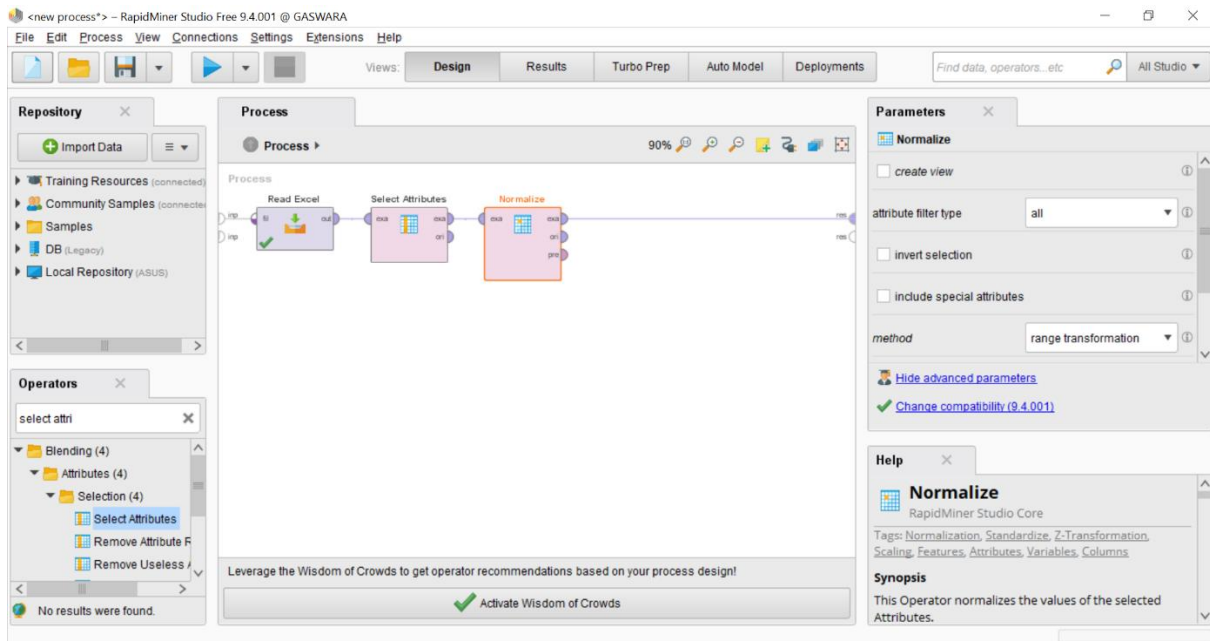 <new process*> – RapidMiner Studio Free 9.4.001 @ GASWARA
File Edit Process View Connections Settings Extensions Help
Views: Design Results Turbo Prep Auto Model Deployments
Find data, operators...etc
All Studio
Repository
Import Data
Training Resources (connected)
Community Samples (connected
Samples
DB (Legacy)
Local Repository (ASUS)
Operators
select attri
Blending (4)
Attributes (4)
Selection (4)
Select Attributes
Remove Attribute R
Remove Useless A
No results were found.
Process
Process
90%
Process
Read Excel
Select Attributes
Normalize
inp
inp
fil
out
exa
exa
ori
exa
exa
ori
pre
res
res
Leverage the Wisdom of Crowds to get operator recommendations based on your process design!
Activate Wisdom of Crowds
Parameters
Normalize
create view
attribute filter type all
invert selection
include special attributes
method range transformation
Hide advanced parameters
Change compatibility (9.4.001)
Help
Normalize
RapidMiner Studio Core
Tags: Normalization, Standardize, Z-Transformation,
Scaling, Features, Attributes, Variables, Columns
Synopsis
This Operator normalizes the values of the selected
Attributes.